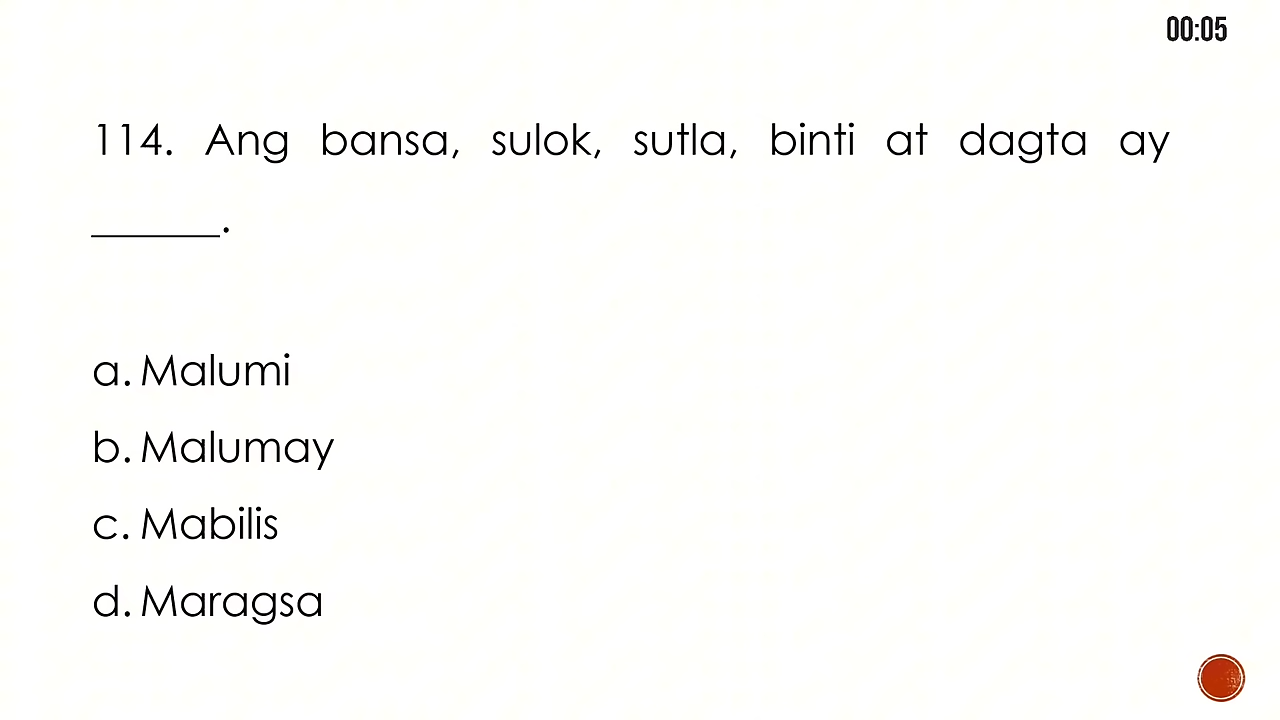 00:05
114. Ang bansa, sulok, sutla, binti at dagta ay
______.
a. Malumi
b. Malumay
c. Mabilis
d. Maragsa